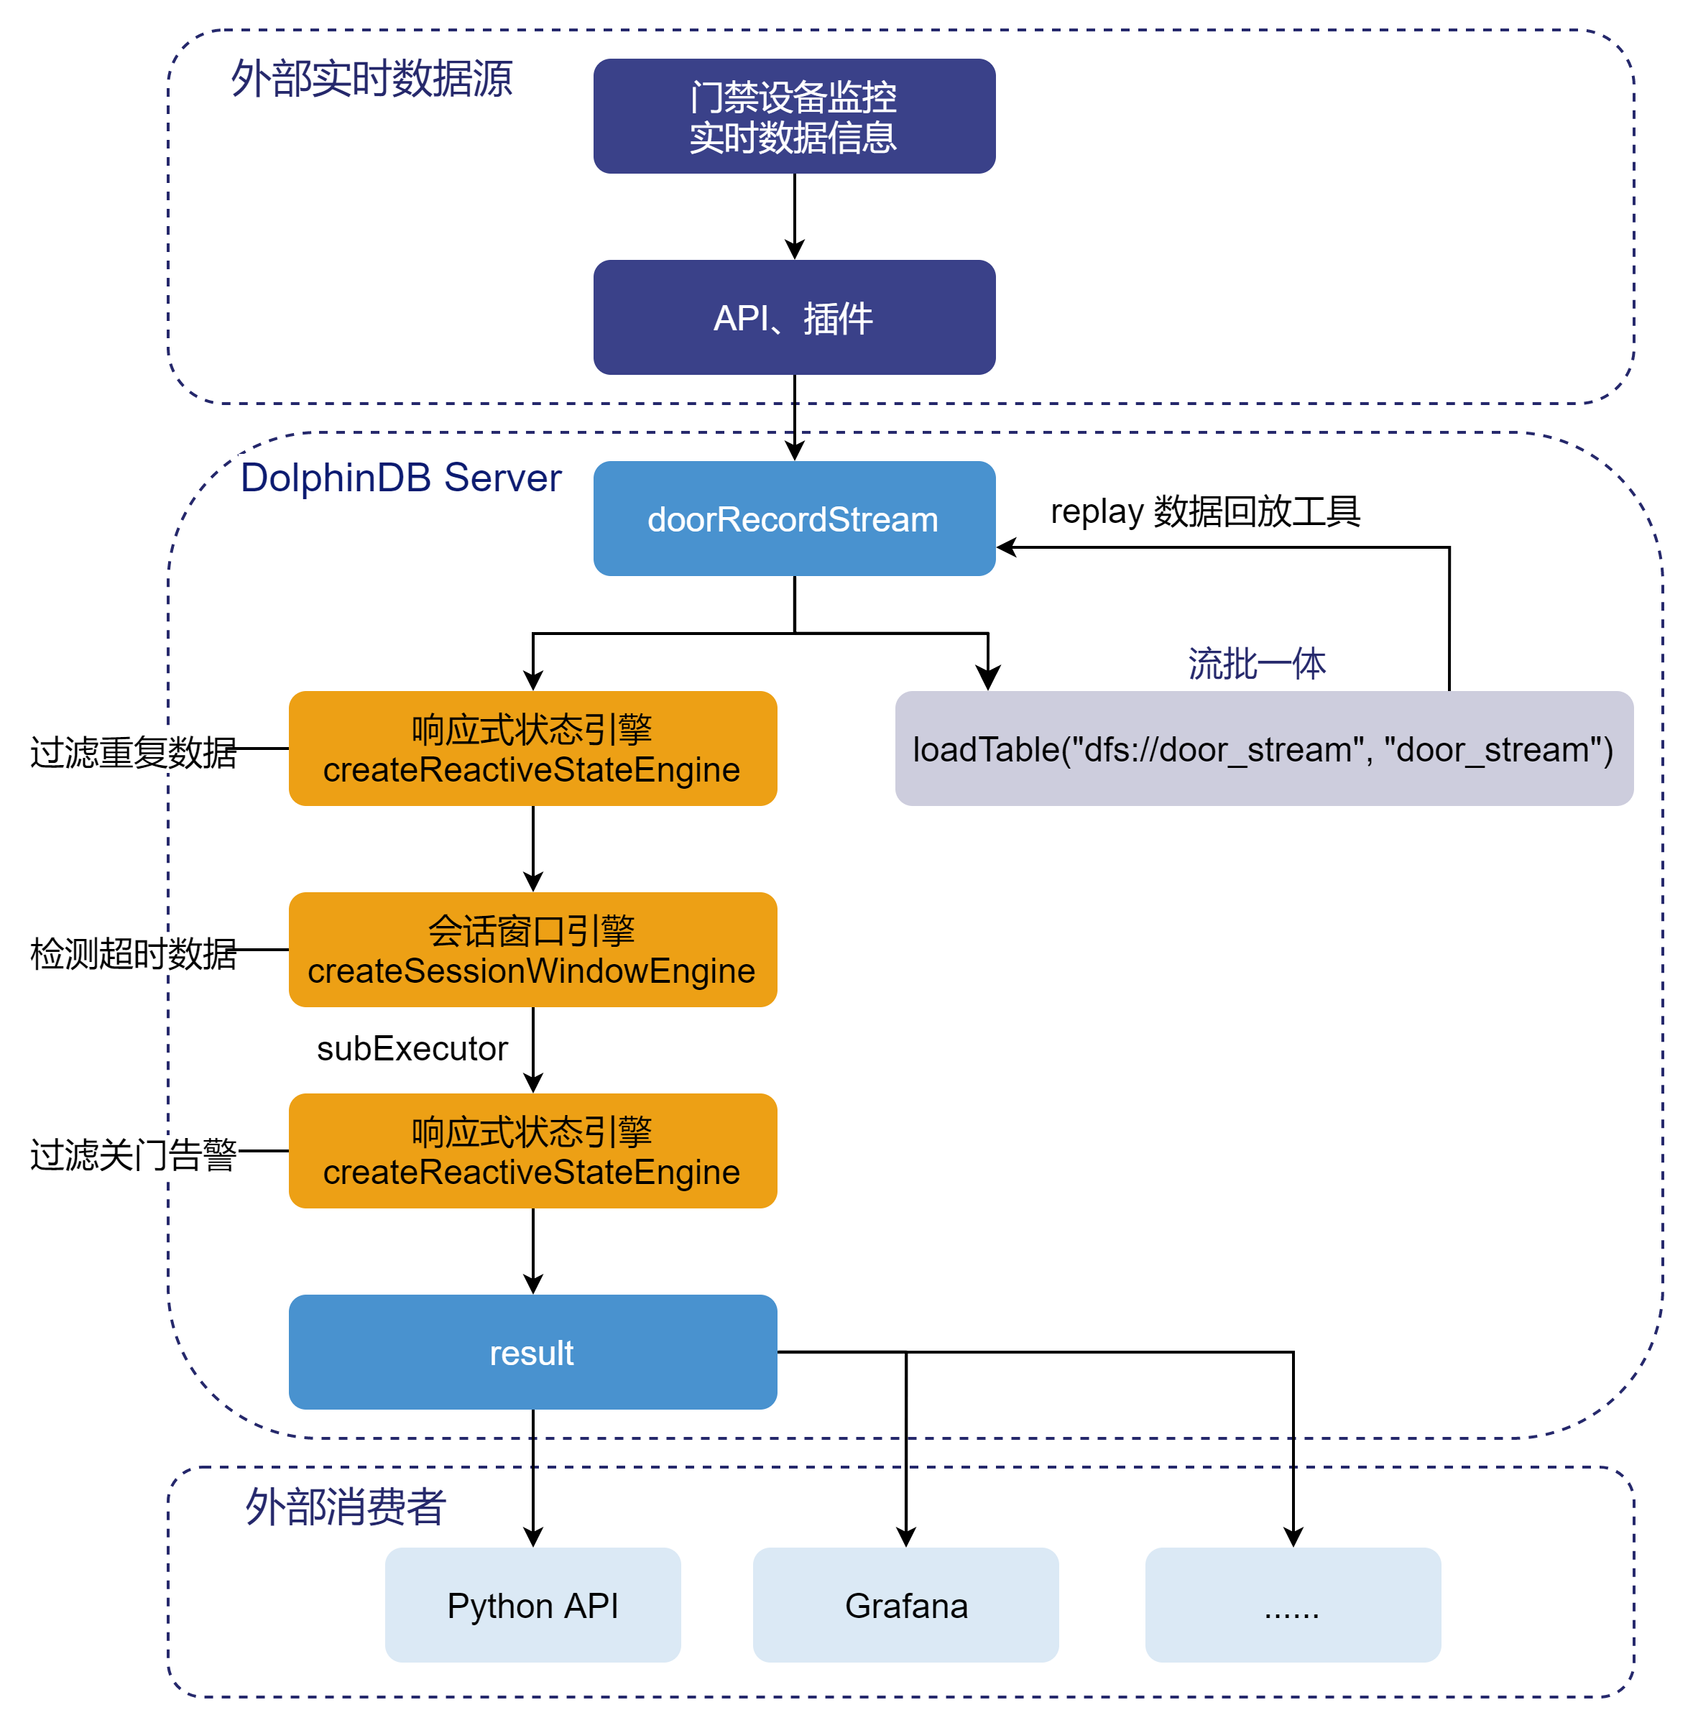 外部实时数据源
门禁设备监控
实时数据信息
API、插件
DolphinDB Server
doorRecordStream
replay 数据回放工具
流批一体
过滤重复数据
响应式状态引擎
createReactiveStateEngine
loadTable("dfs://door_stream", "door_stream")
检测超时数据
会话窗口引擎
createSessionWindowEngine
subExecutor
过滤关门告警
响应式状态引擎
createReactiveStateEngine
result
外部消费者
Python API
Grafana
......